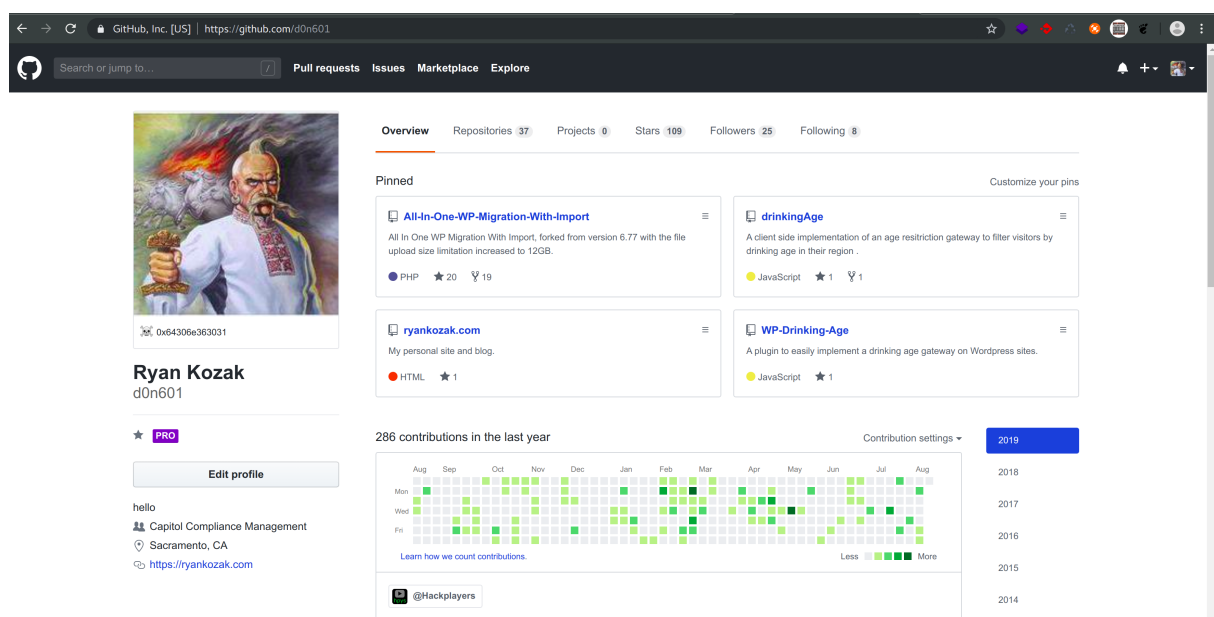 GitHub, Inc. [US] | https://github.com/d0n601
Search or jump to... /
Pull requests Issues Marketplace Explore
Overview Repositories 37 Projects 0 Stars 109 Followers 25 Following 8
Pinned Customize your pins
All-In-One-WP-Migration-With-Import
All In One WP Migration With Import, forked from version 6.77 with the file
upload size limitation increased to 12GB.
PHP 20 19
drinkingAge
A client side implementation of an age resitriction gateway to filter visitors by
drinking age in their region .
JavaScript 1 1
ryankozak.com
My personal site and blog.
HTML 1
WP-Drinking-Age
A plugin to easily implement a drinking age gateway on Wordpress sites.
JavaScript 1
0x64306e363031
Ryan Kozak
d0n601
PRO
Edit profile
hello
Capitol Compliance Management
Sacramento, CA
https://ryankozak.com
286 contributions in the last year
Contribution settings
Aug Sep Oct Nov Dec Jan Feb Mar Apr May Jun Jul Aug
Mon
Wed
Fri
Learn how we count contributions. Less More
@Hackplayers
2019
2018
2017
2016
2015
2014